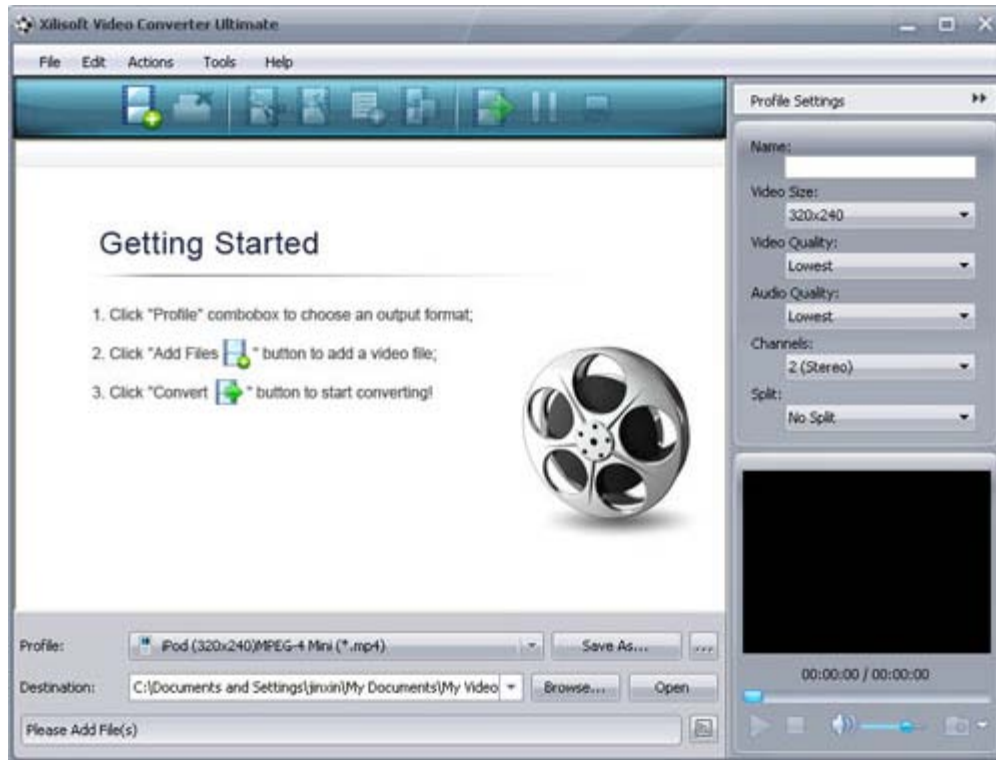 Xilisoft Video Converter Ultimate
File Edit Actions Tools Help
Getting Started
1. Click "Profile" combobox to choose an output format;
2. Click "Add Files " button to add a video file;
3. Click "Convert " button to start converting!
Profile: iPod (320x240)MPEG-4 Mini (*.mp4) Save As... ...
Destination: C:\Documents and Settings\jinxin\My Documents\My Video Browse... Open
Please Add File(s)
Profile Settings
Name:
Video Size:
320x240
Video Quality:
Lowest
Audio Quality:
Lowest
Channels:
2 (Stereo)
Split:
No Split
00:00:00 / 00:00:00